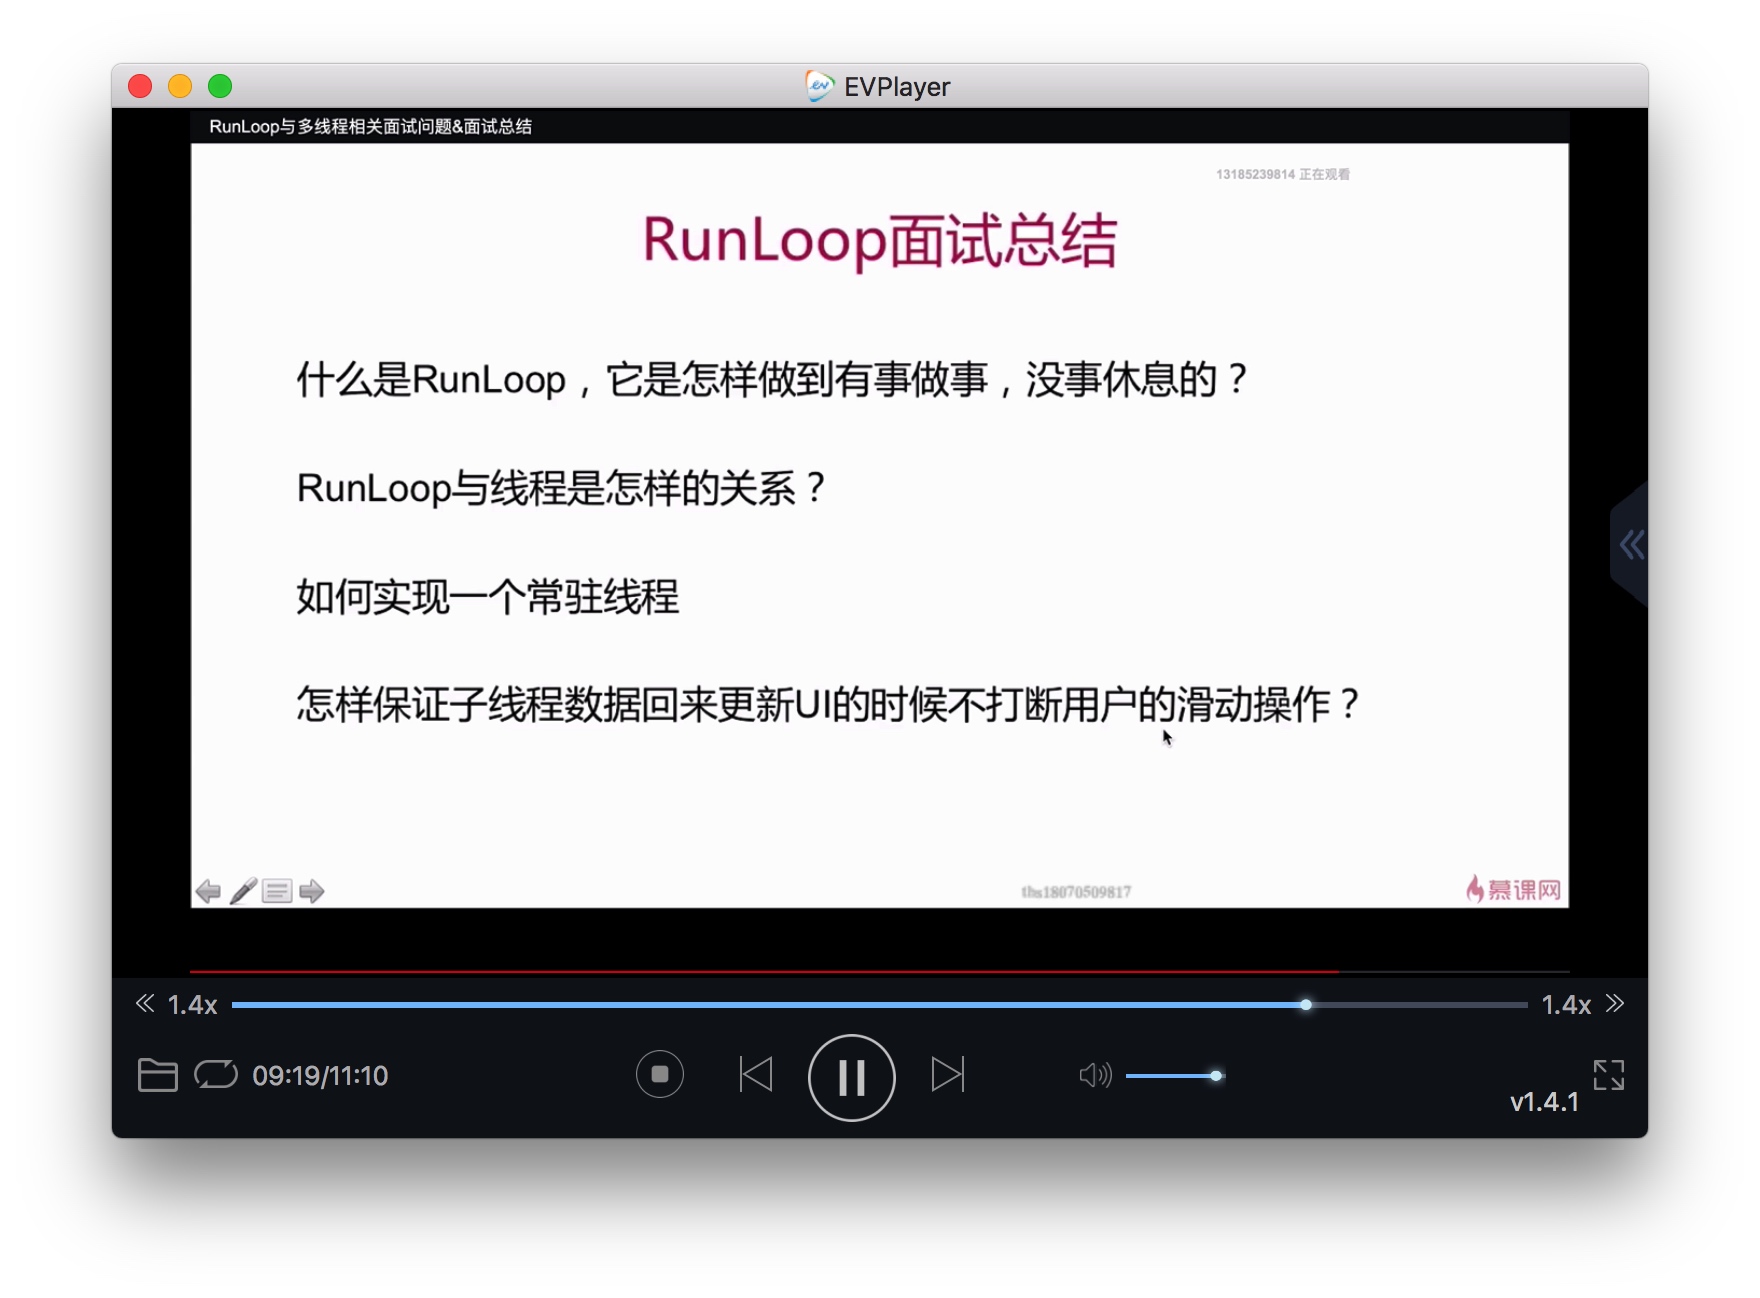 EVPlayer
RunLoop与多线程相关面试问题&面试总结
13185239814 正在观看
RunLoop面试总结
什么是RunLoop，它是怎样做到有事做事，没事休息的？
RunLoop与线程是怎样的关系？
如何实现一个常驻线程
怎样保证子线程数据回来更新UI的时候不打断用户的滑动操作？
ths18070509817
慕课网
1.4x
1.4x
09:19/11:10
v1.4.1